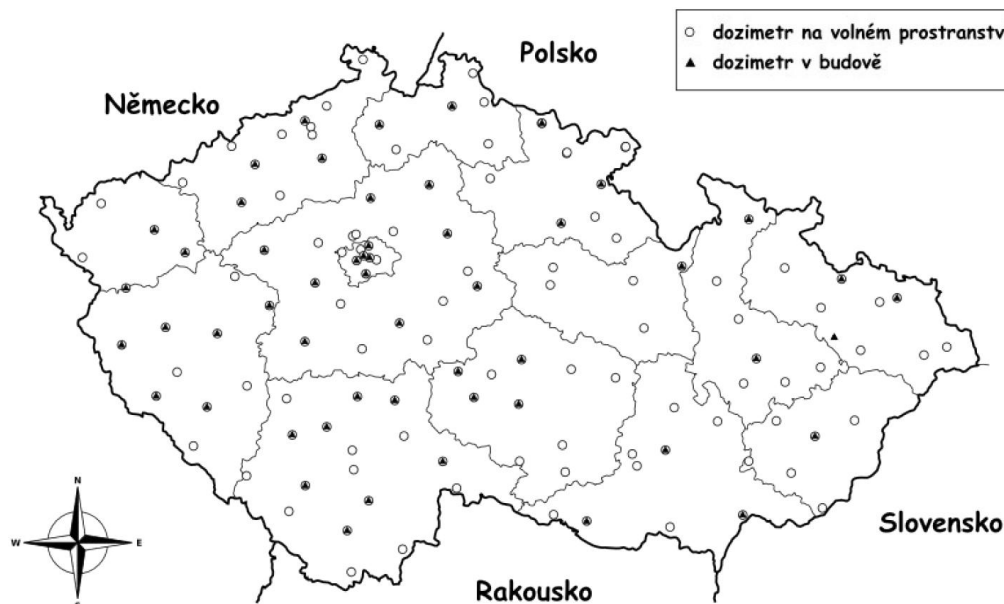 Polsko
dozimetr na volném prostranstv
dozimetr v budově
Německo
N
W
E
Slovensko
Rakousko